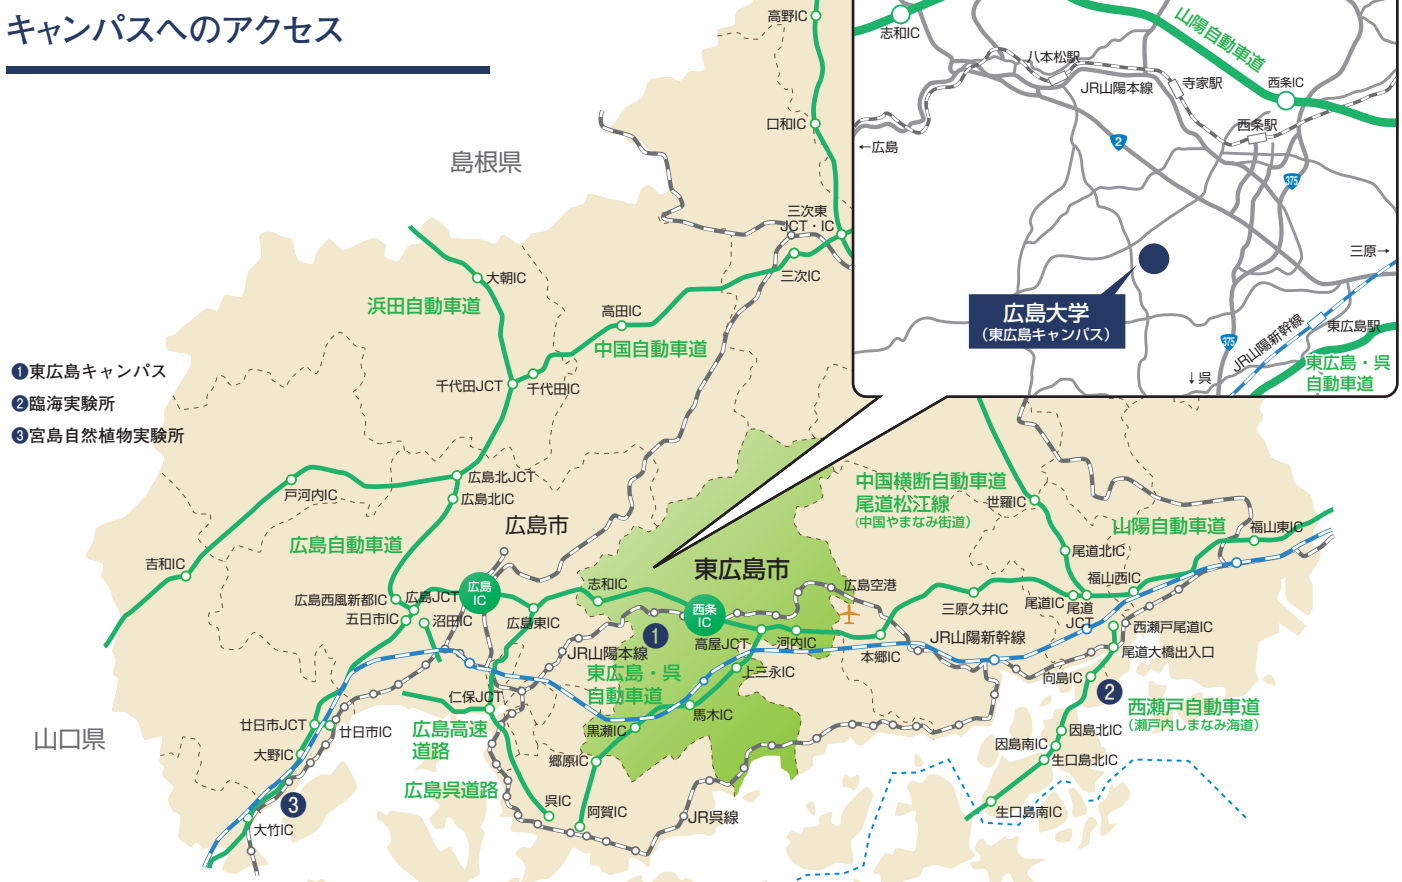 キャンパスへのアクセス
❶東広島キャンパス
❷臨海実験所
❸宮島自然植物実験所
島根県
山口県
広島市
東広島市
高野IC
口和IC
三次東
JCT・IC
三次IC
大朝IC
浜田自動車道
高田IC
中国自動車道
千代田JCT
千代田IC
戸河内IC
広島北JCT
広島北IC
吉和IC
広島自動車道
広島西風新都IC
広島JCT
五日市IC
沼田IC
広島
IC
広島東IC
志和IC
西条
IC
高屋JCT
河内IC
広島空港
本郷IC
三原久井IC
尾道IC
尾道
JCT
福山西IC
福山東IC
山陽自動車道
中国横断自動車道
尾道松江線
(中国やまなみ街道)
世羅IC
尾道北IC
JR山陽新幹線
JR山陽本線
東広島・呉
自動車道
上三永IC
馬木IC
黒瀬IC
郷原IC
阿賀IC
呉IC
仁保JCT
広島高速
道路
広島呉道路
廿日市JCT
廿日市IC
大野IC
大竹IC
JR呉線
西瀬戸尾道IC
尾道大橋出入口
向島IC
西瀬戸自動車道
(瀬戸内しまなみ海道)
因島北IC
因島南IC
生口島北IC
生口島南IC
1
2
3
志和IC
八本松駅
山陽自動車道
JR山陽本線
寺家駅
西条IC
西条駅
←広島
2
375
三原→
広島大学
(東広島キャンパス)
375
JR山陽新幹線
東広島駅
東広島・呉
自動車道
↓呉